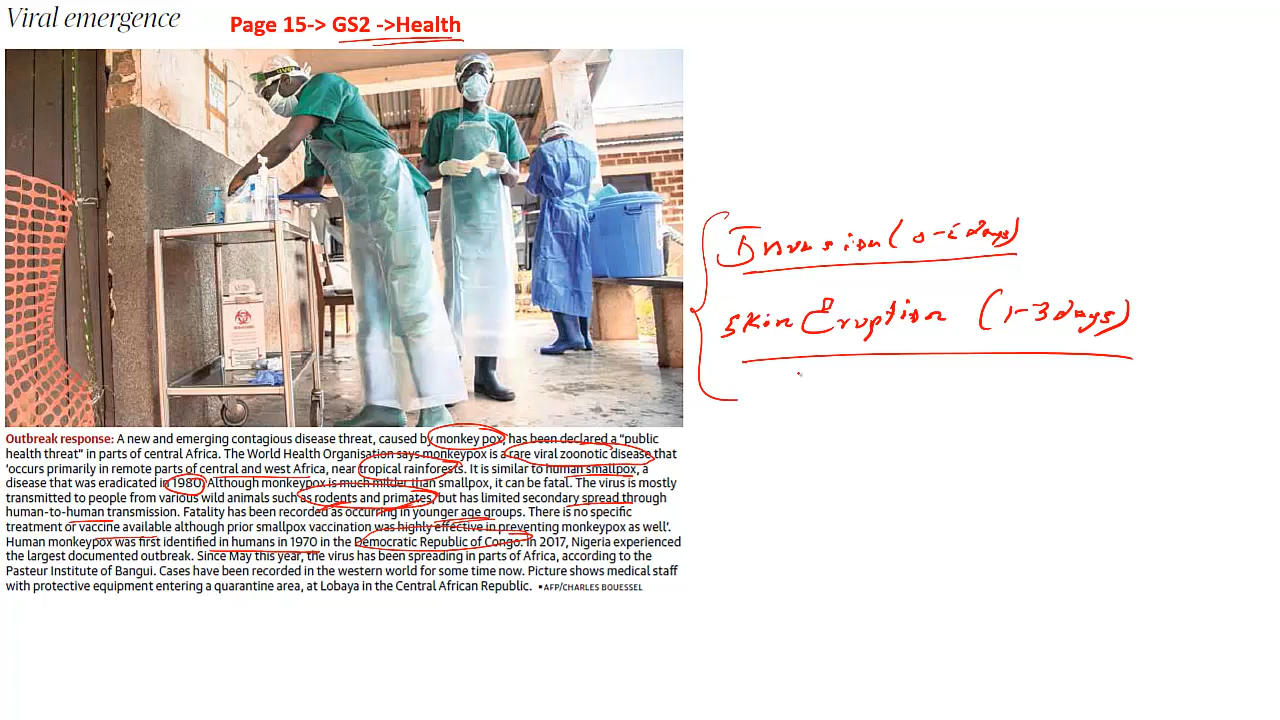 Viral emergence
Page 15-> GS2 ->Health
Invasion (0-5 days)
Skin Eruption (1-3 days)
Outbreak response: A new and emerging contagious disease threat, caused by monkey pox, has been declared a "public
health threat" in parts of central Africa. The World Health Organisation says monkeypox is a rare viral zoonotic disease that
'occurs primarily in remote parts of central and west Africa, near tropical rainforests. It is similar to human smallpox, a
disease that was eradicated in 1980. Although monkeypox is much milder than smallpox, it can be fatal. The virus is mostly
transmitted to people from various wild animals such as rodents and primates, but has limited secondary spread through
human-to-human transmission. Fatality has been recorded as occurring in younger age groups. There is no specific
treatment or vaccine available although prior smallpox vaccination was highly effective in preventing monkeypox as well'.
Human monkeypox was first identified in humans in 1970 in the Democratic Republic of Congo. In 2017, Nigeria experienced
the largest documented outbreak. Since May this year, the virus has been spreading in parts of Africa, according to the
Pasteur Institute of Bangui. Cases have been recorded in the western world for some time now. Picture shows medical staff
with protective equipment entering a quarantine area, at Lobaya in the Central African Republic. ▪AFP/CHARLES BOUESSEL